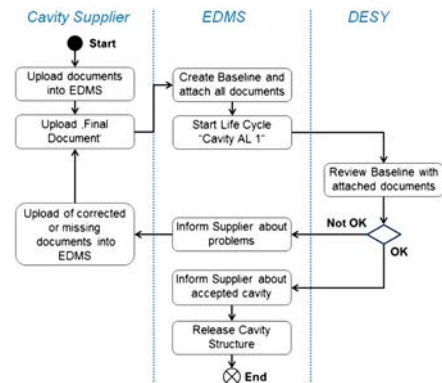 Cavity Supplier
EDMS
DESY
Start
Upload documents
into EDMS
Create Baseline and
attach all documents
Upload ‚Final
Document'
Start Life Cycle
"Cavity AL 1"
Review Baseline with
attached documents
Not OK
OK
Upload of corrected
or missing
documents into
EDMS
Inform Supplier about
problems
Inform Supplier about
accepted cavity
Release Cavity
Structure
End